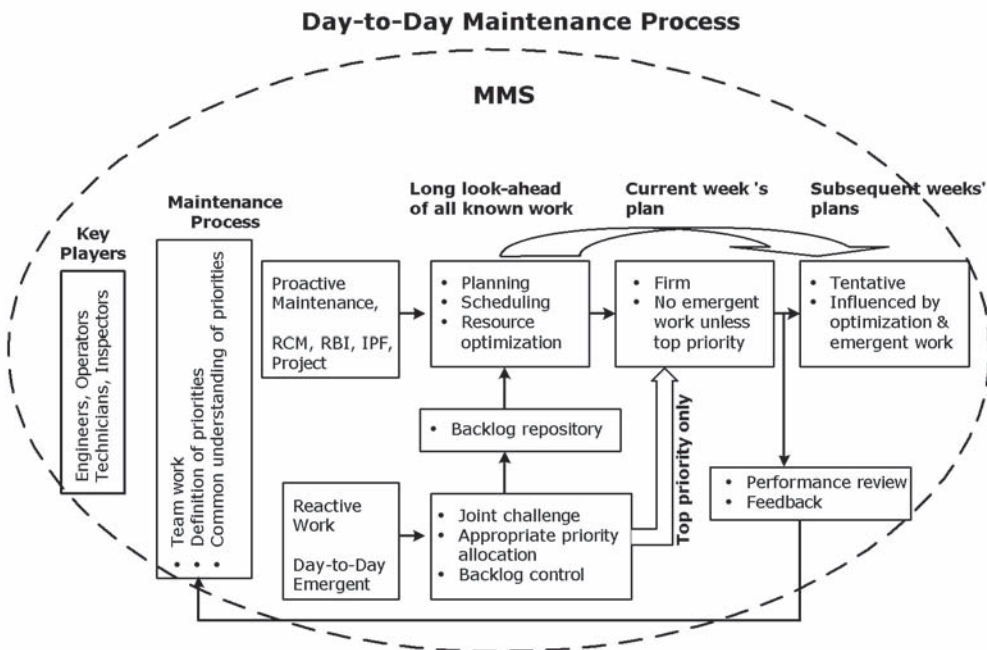 Day-to-Day Maintenance Process
MMS
Key
Players
Engineers, Operators
Technicians, Inspectors
Maintenance
Process
• Team work
• Definition of priorities
• Common understanding of priorities
Proactive
Maintenance,
RCM, RBI, IPF,
Project
Reactive
Work
Day-to-Day
Emergent
Long look-ahead
of all known work
• Planning
• Scheduling
• Resource
optimization
• Backlog repository
• Joint challenge
• Appropriate priority
allocation
• Backlog control
Top priority only
Current week's
plan
• Firm
• No emergent
work unless
top priority
Subsequent weeks'
plans
• Tentative
• Influenced by
optimization &
emergent work
• Performance review
• Feedback